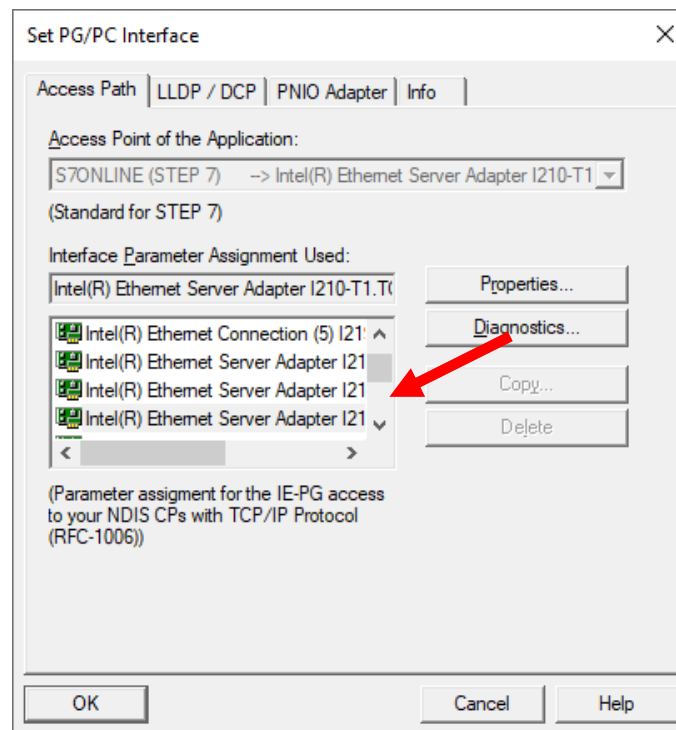 Set PG/PC Interface
Access Path LLDP / DCP PNIO Adapter Info
Access Point of the Application:
S7ONLINE (STEP 7) --> Intel(R) Ethernet Server Adapter I210-T1
(Standard for STEP 7)
Interface Parameter Assignment Used:
Intel(R) Ethernet Server Adapter I210-T1.TC
Properties...
Intel(R) Ethernet Connection (5) I21
Diagnostics...
Intel(R) Ethernet Server Adapter I21
Intel(R) Ethernet Server Adapter I21
Copy...
Intel(R) Ethernet Server Adapter I21
Delete
(Parameter assigment for the IE-PG access
to your NDIS CPs with TCP/IP Protocol
(RFC-1006))
OK Cancel Help